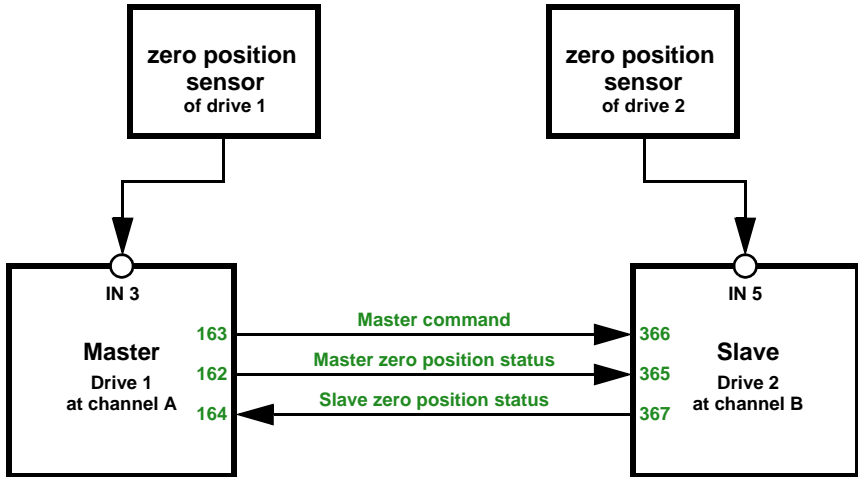 zero position
sensor
of drive 1
zero position
sensor
of drive 2
IN 3
IN 5
163
Master command
366
Master
Slave
162
Master zero position status
365
Drive 1
at channel A
Drive 2
at channel B
164
Slave zero position status
367